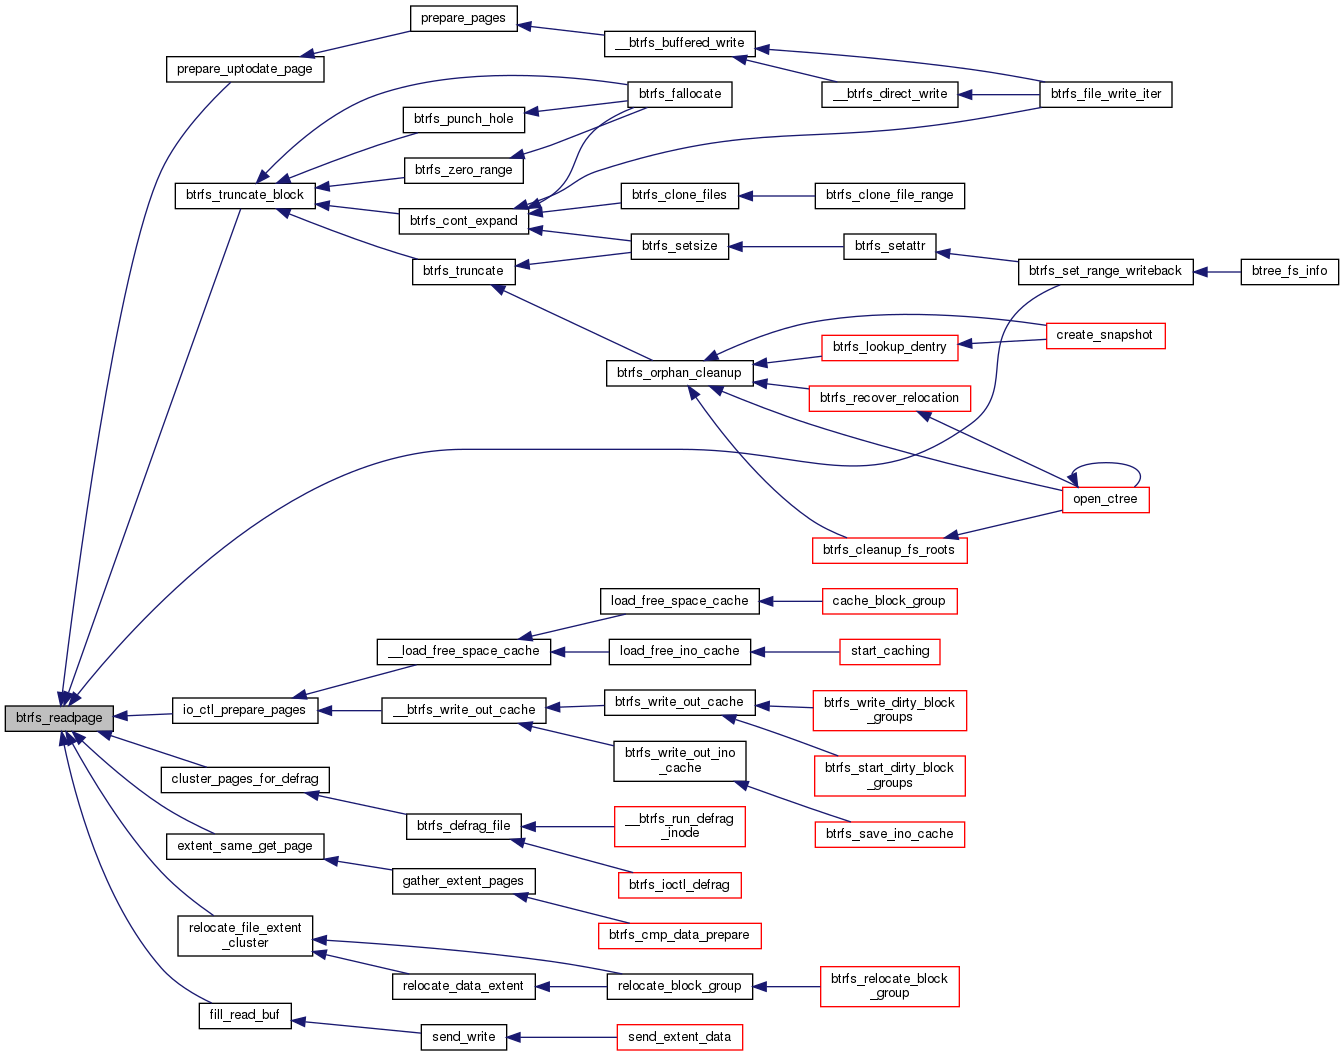 prepare_pages
__btrfs_buffered_write
prepare_uptodate_page
btrfs_fallocate
__btrfs_direct_write
btrfs_file_write_iter
btrfs_punch_hole
btrfs_zero_range
btrfs_truncate_block
btrfs_clone_files
btrfs_clone_file_range
btrfs_cont_expand
btrfs_setsize
btrfs_setattr
btrfs_truncate
btrfs_set_range_writeback
btree_fs_info
create_snapshot
btrfs_lookup_dentry
btrfs_orphan_cleanup
btrfs_recover_relocation
open_ctree
btrfs_cleanup_fs_roots
load_free_space_cache
cache_block_group
__load_free_space_cache
load_free_ino_cache
start_caching
btrfs_readpage
io_ctl_prepare_pages
__btrfs_write_out_cache
btrfs_write_out_cache
btrfs_write_dirty_block
_groups
btrfs_write_out_ino
_cache
btrfs_start_dirty_block
_groups
cluster_pages_for_defrag
btrfs_defrag_file
__btrfs_run_defrag
_inode
btrfs_save_ino_cache
extent_same_get_page
gather_extent_pages
btrfs_ioctl_defrag
btrfs_cmp_data_prepare
relocate_file_extent
_cluster
relocate_data_extent
relocate_block_group
btrfs_relocate_block
_group
fill_read_buf
send_write
send_extent_data